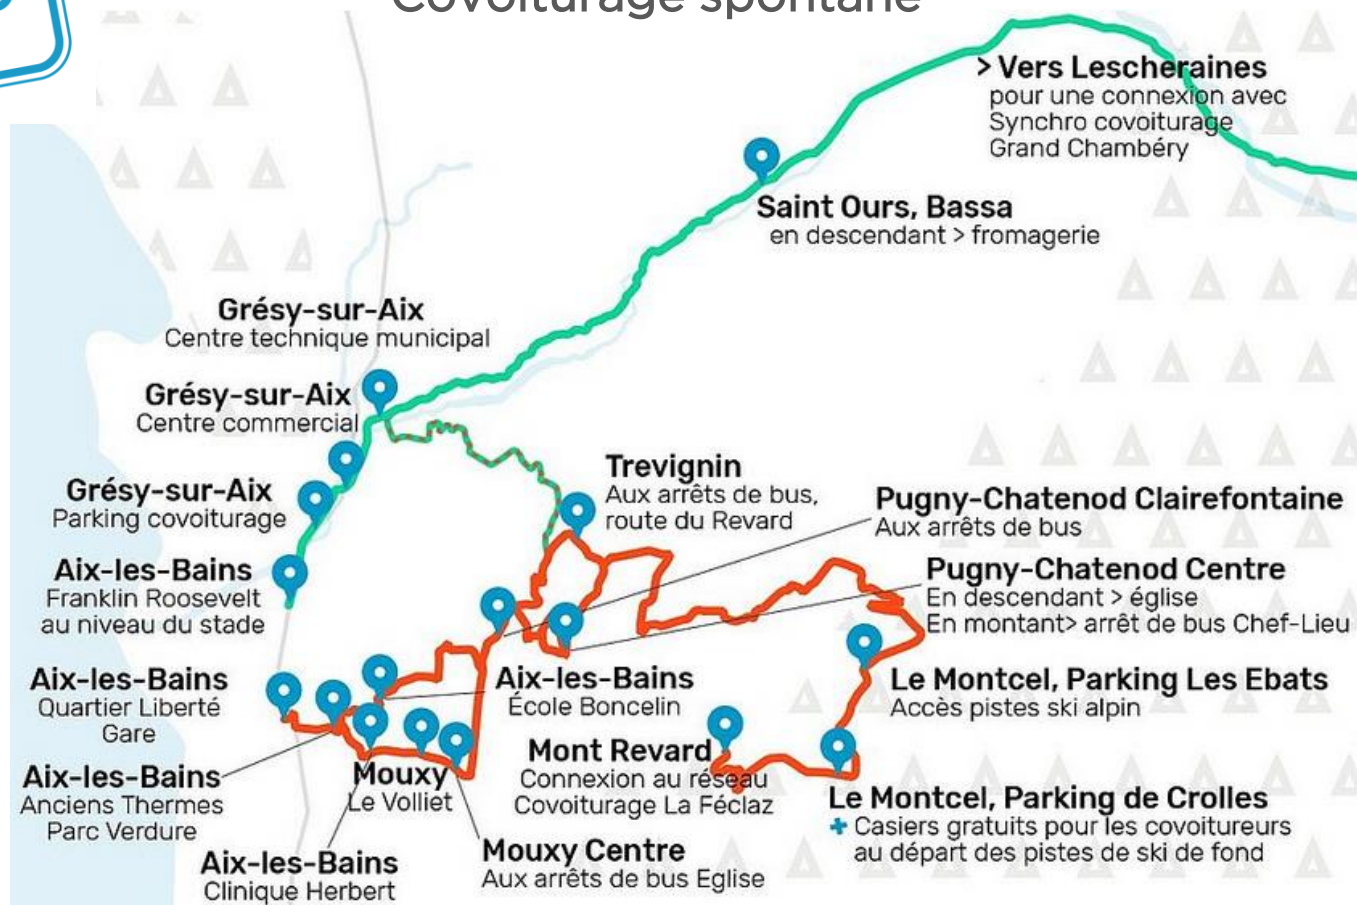 Covoiturage spontané
> Vers Lescheraines
pour une connexion avec
Synchro covoiturage
Grand Chambéry
Saint Ours, Bassa
en descendant > fromagerie
Grésy-sur-Aix
Centre technique municipal
Grésy-sur-Aix
Centre commercial
Grésy-sur-Aix
Parking covoiturage
Aix-les-Bains
Franklin Roosevelt
au niveau du stade
Trevignin
Aux arrêts de bus,
route du Revard
Pugny-Chatenod Clairefontaine
Aux arrêts de bus
Pugny-Chatenod Centre
En descendant > église
En montant> arrêt de bus Chef-Lieu
Aix-les-Bains
Quartier Liberté
Gare
Aix-les-Bains
École Boncelin
Le Montcel, Parking Les Ebats
Accès pistes ski alpin
Aix-les-Bains
Anciens Thermes
Parc Verdure
Mouxy
Le Volliet
Mont Revard
Connexion au réseau
Covoiturage La Féclaz
Le Montcel, Parking de Crolles
+ Casiers gratuits pour les covoitureurs
au départ des pistes de ski de fond
Aix-les-Bains
Clinique Herbert
Mouxy Centre
Aux arrêts de bus Eglise